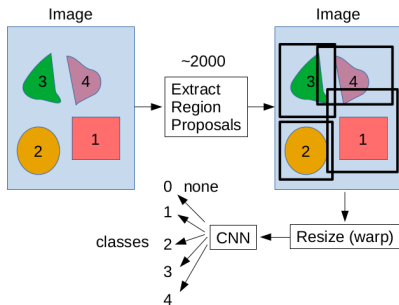 Image
3
4
2
1
~2000
Extract
Region
Proposals
Image
3
4
2
1
Resize (warp)
CNN
classes
0 none
1
2
3
4